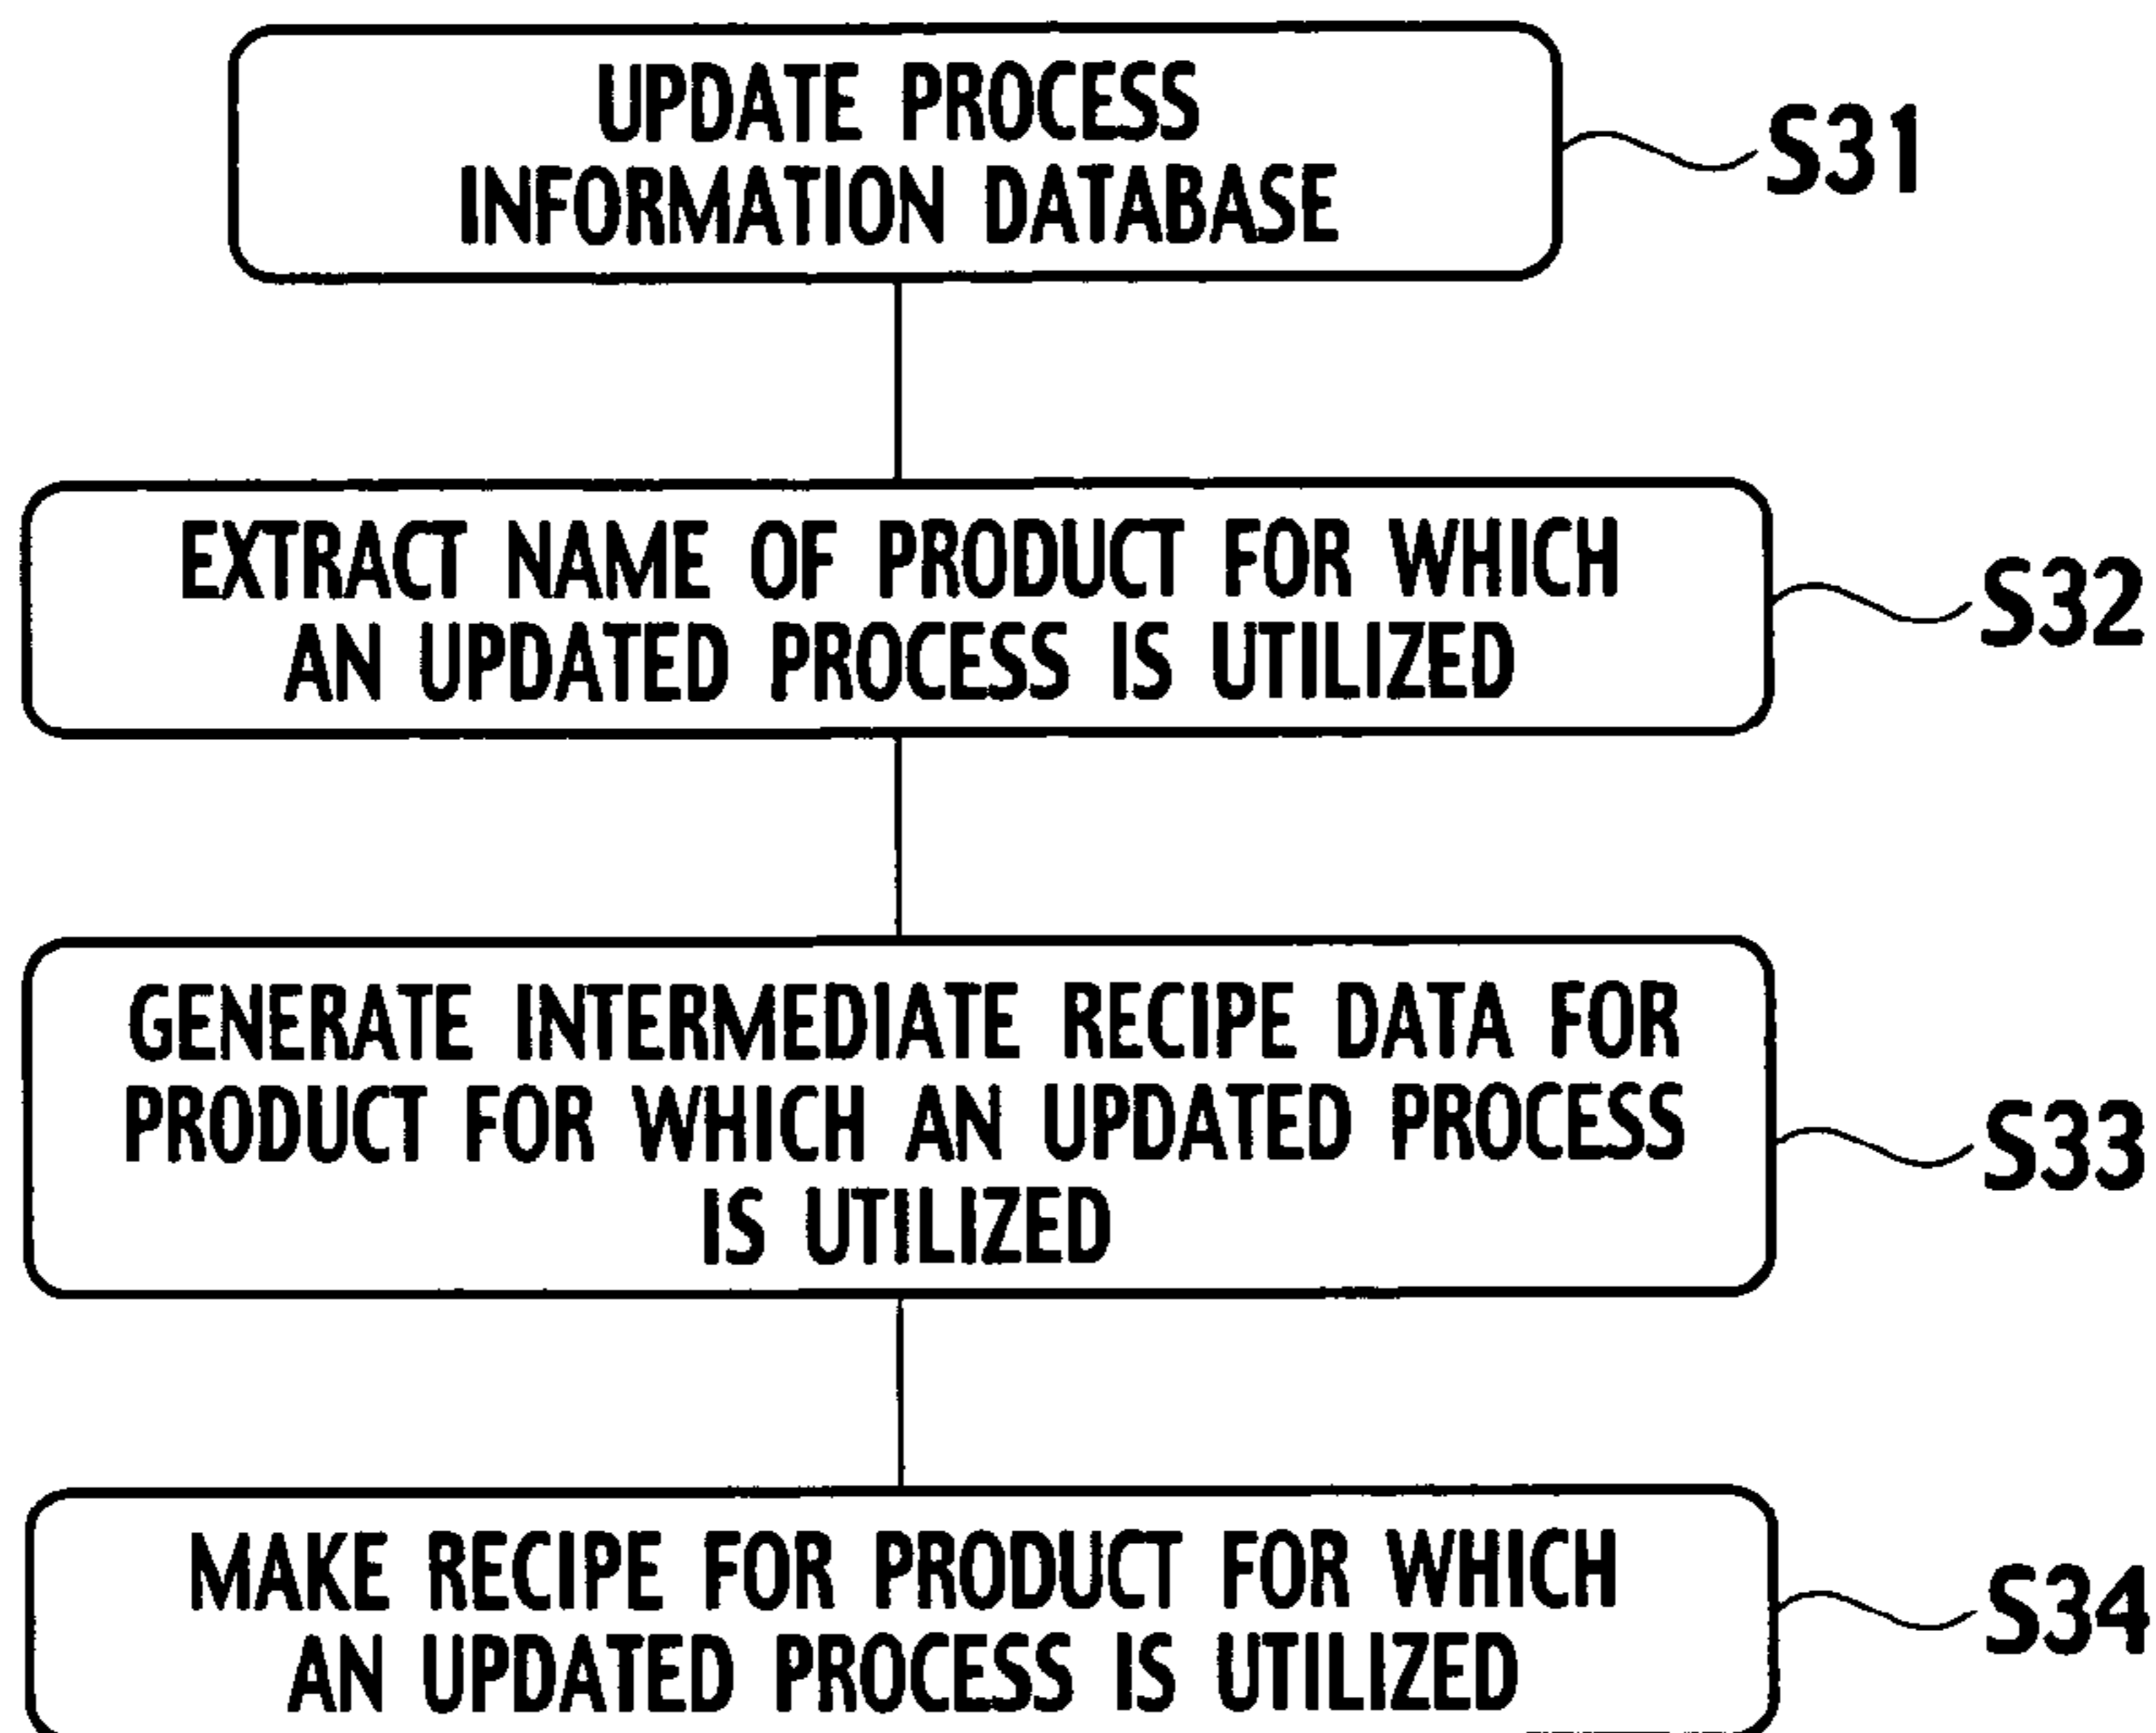 UPDATE PROCESS
INFORMATION DATABASE
S31
EXTRACT NAME OF PRODUCT FOR WHICH
AN UPDATED PROCESS IS UTILIZED
S32
GENERATE INTERMEDIATE RECIPE DATA FOR
PRODUCT FOR WHICH AN UPDATED PROCESS
IS UTILIZED
S33
MAKE RECIPE FOR PRODUCT FOR WHICH
AN UPDATED PROCESS IS UTILIZED
S34